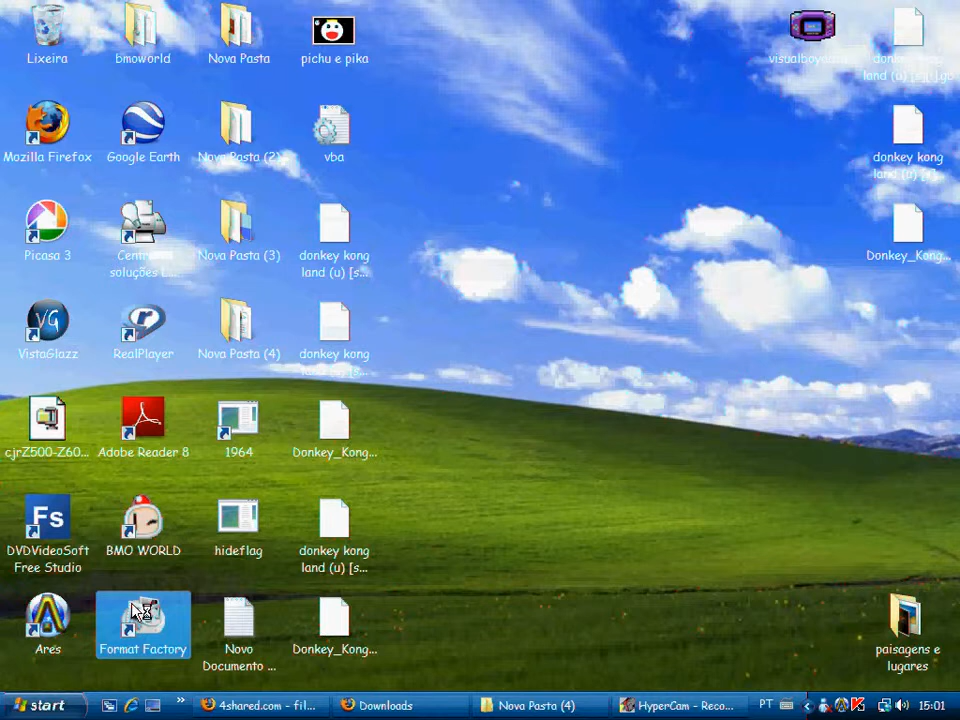 Lixeira
bmoworld
Nova Pasta
pichu e pika
donkey kong
land (u) [s][!].gb
Mozilla Firefox
Google Earth
Nova Pasta (2)
vba
donkey kong
land (u) [s]...
Picasa 3
Nova Pasta (3)
donkey kong
land (u) [s...
Donkey_Kong...
soluções
VG
VistaGlazz
RealPlayer
Nova Pasta (4)
donkey kong
land (u) [s...
cjrZ500-Z60...
Adobe Reader 8
1964
Donkey_Kong...
Fs
DVDVideoSoft
Free Studio
BMO WORLD
hideflag
donkey kong
land (u) [s...
Ares
Format Factory
Novo
Documento ...
Donkey_Kong...
paisagens e
lugares
start
»
4shared.com - fil...
Downloads
Nova Pasta (4)
HyperCam - Reco...
PT
15:01